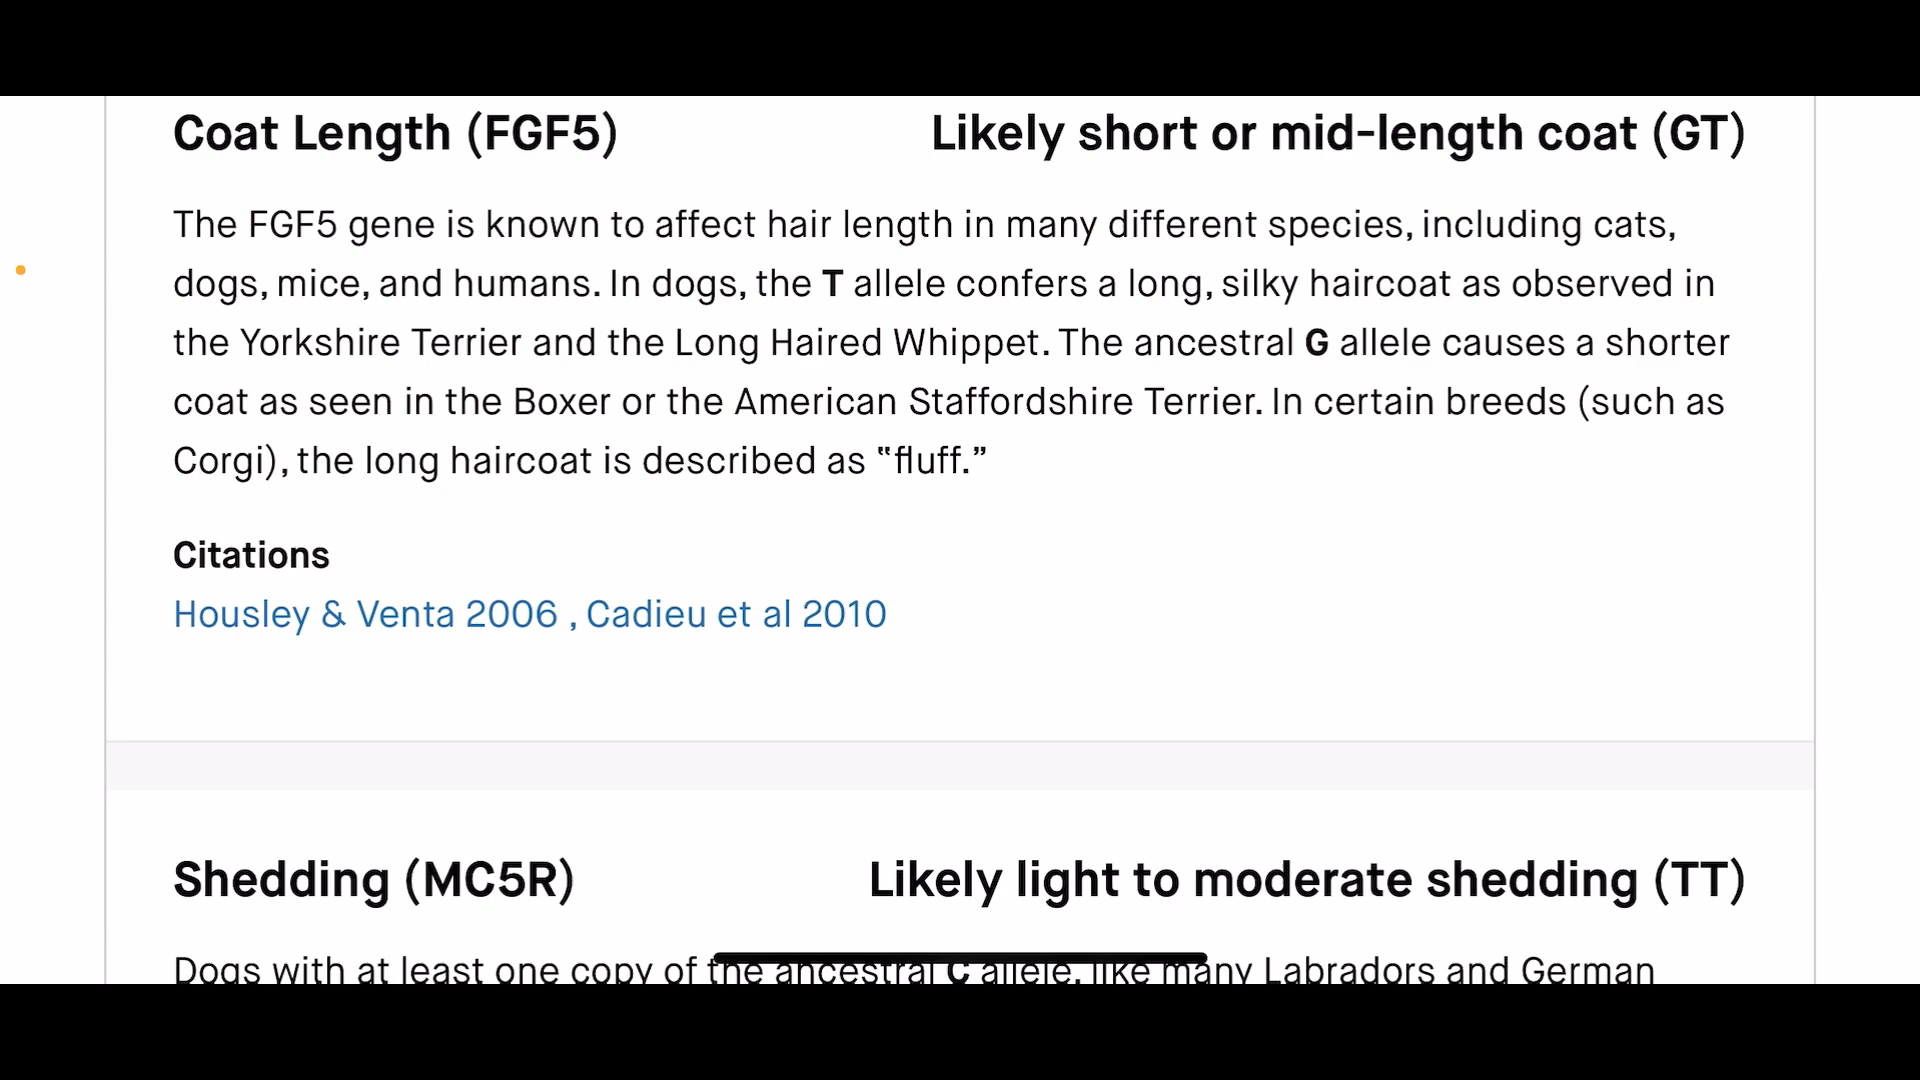 Coat Length (FGF5) Likely short or mid-length coat (GT)
The FGF5 gene is known to affect hair length in many different species, including cats,
dogs, mice, and humans. In dogs, the T allele confers a long, silky haircoat as observed in
the Yorkshire Terrier and the Long Haired Whippet. The ancestral G allele causes a shorter
coat as seen in the Boxer or the American Staffordshire Terrier. In certain breeds (such as
Corgi), the long haircoat is described as “fluff.”
Citations
Housley & Venta 2006 , Cadieu et al 2010
Shedding (MC5R) Likely light to moderate shedding (TT)
Dogs with at least one copy of the ancestral C allele, like many Labradors and German